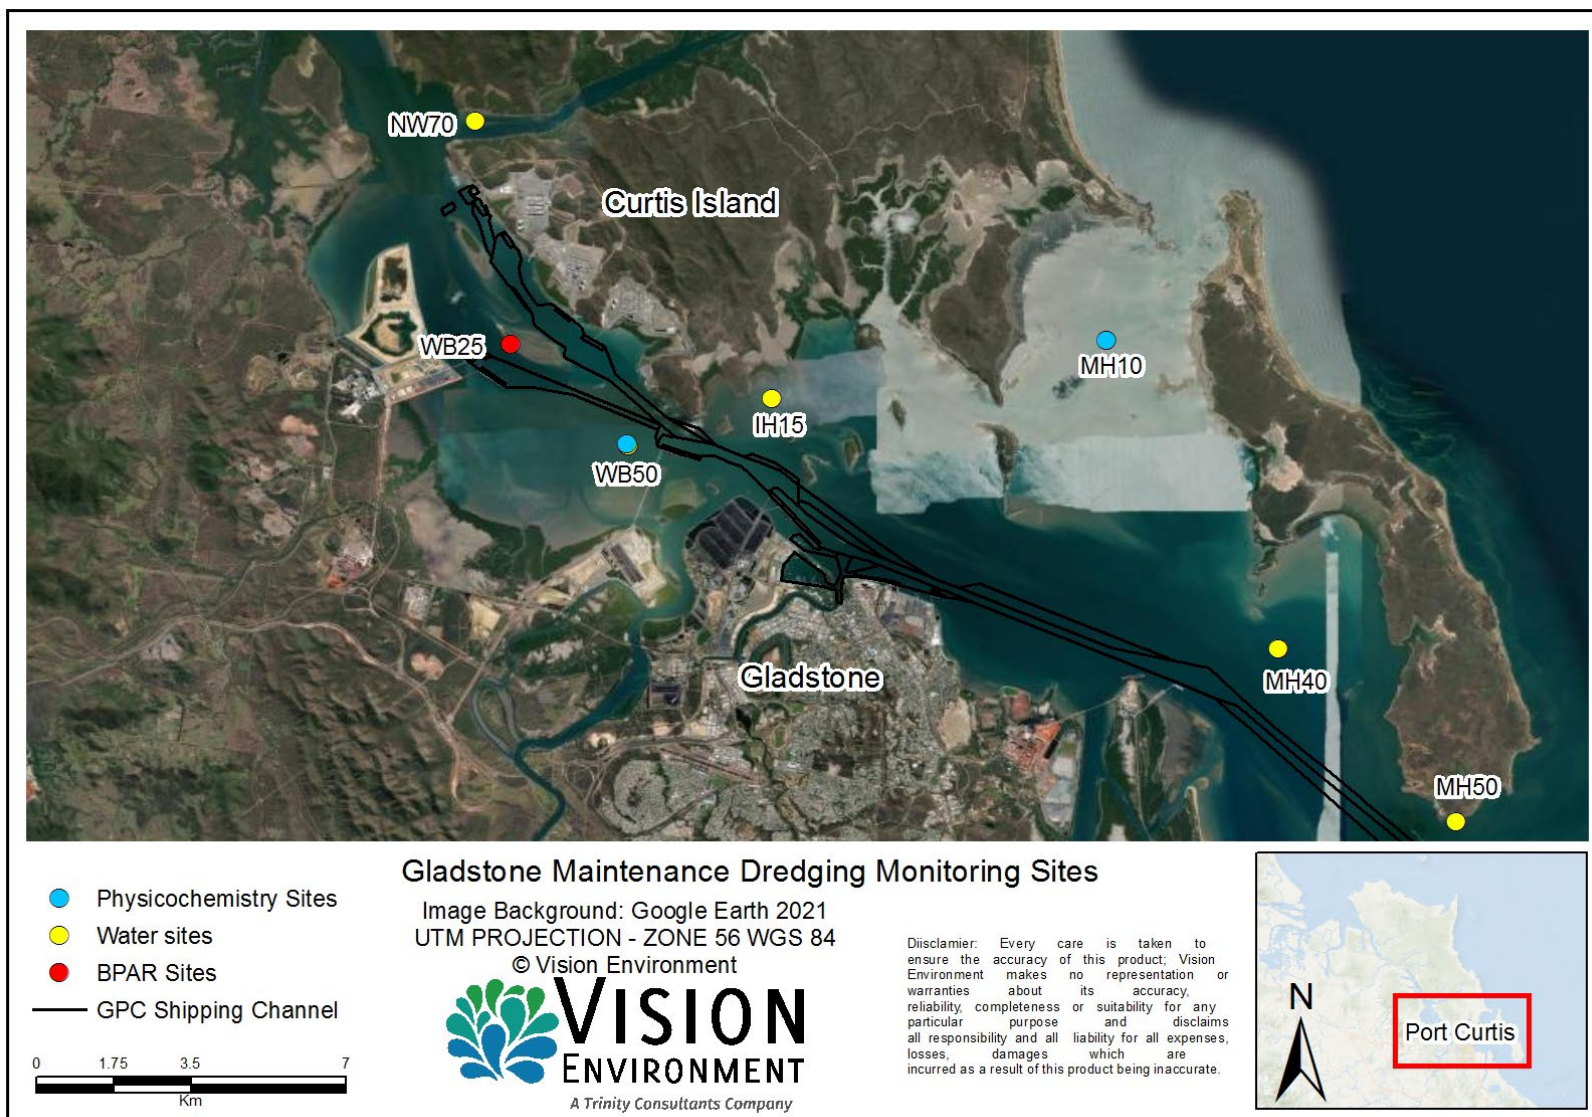 NW70
Curtis Island
WB25
MH10
IH15
WB50
Gladstone
MH40
MH50
Gladstone Maintenance Dredging Monitoring Sites
Image Background: Google Earth 2021
UTM PROJECTION - ZONE 56 WGS 84
© Vision Environment
VISION
ENVIRONMENT
A Trinity Consultants Company
Physicochemistry Sites
Water sites
BPAR Sites
GPC Shipping Channel
0 1.75 3.5 7
Km
Diisclamier: Every care is taken to
ensure the accuracy of this product; Vision
Environment makes no representation or
warranties about its accuracy,
reliability, completeness or suitability for any
particular purpose and disclaims
all responsibility and all liability for all expenses,
losses, damages which are
incurred as a result of this product being inaccurate.
N
Port Curtis